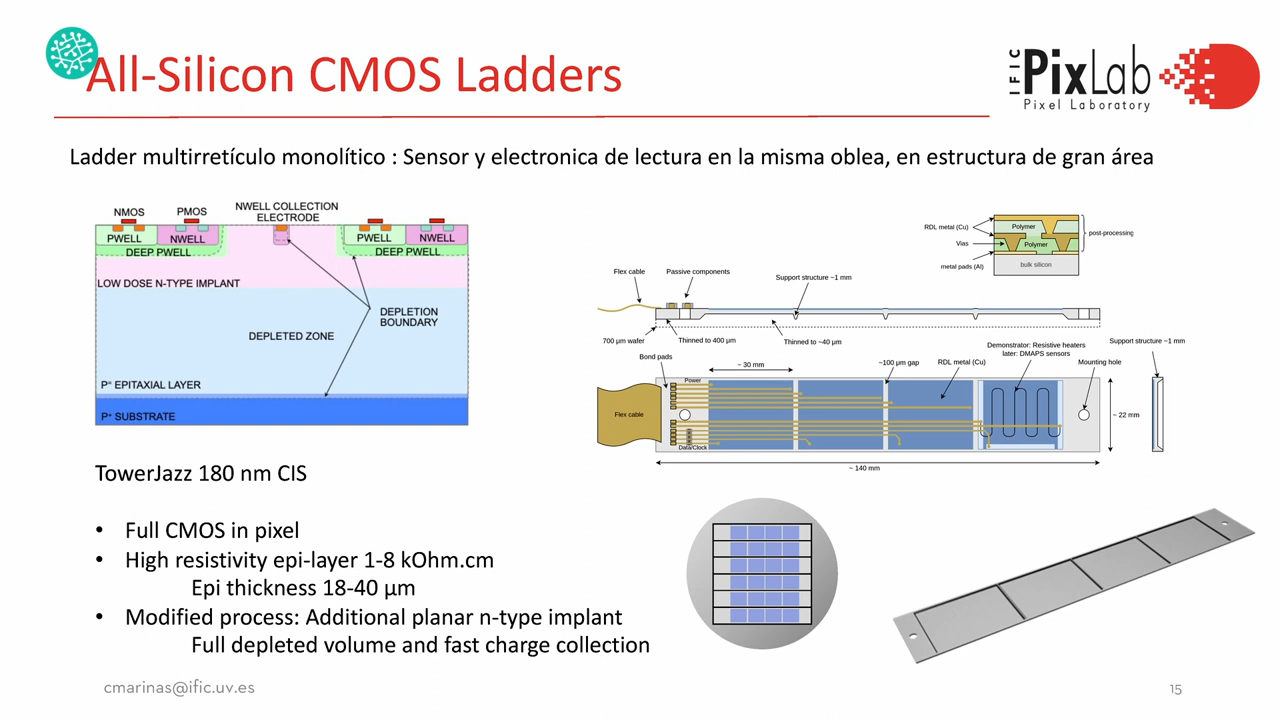 All-Silicon CMOS Ladders
IFIC
PixLab
Pixel Laboratory
Ladder multirretículo monolítico : Sensor y electronica de lectura en la misma oblea, en estructura de gran área
NMOS
PMOS
NWELL COLLECTION
ELECTRODE
PWELL
NWELL
PWELL
NWELL
DEEP PWELL
DEEP PWELL
LOW DOSE N-TYPE IMPLANT
DEPLETION
BOUNDARY
DEPLETED ZONE
P⁼ EPITAXIAL LAYER
P⁺ SUBSTRATE
RDL metal (Cu)
Polymer
post-processing
Vias
Polymer
metal pads (Al)
bulk silicon
Flex cable
Passive components
Support structure ~1 mm
700 μm wafer
Thinned to 400 μm
Thinned to ~40 μm
Bond pads
~ 30 mm
~100 μm gap
RDL metal (Cu)
Demonstrator: Resistive heaters
later: DMAPS sensors
Mounting hole
Support structure ~1 mm
Power
Flex cable
~ 22 mm
Data/Clock
~ 140 mm
TowerJazz 180 nm CIS
• Full CMOS in pixel
• High resistivity epi-layer 1-8 kOhm.cm
Epi thickness 18-40 μm
• Modified process: Additional planar n-type implant
Full depleted volume and fast charge collection
cmarinas@ific.uv.es
15